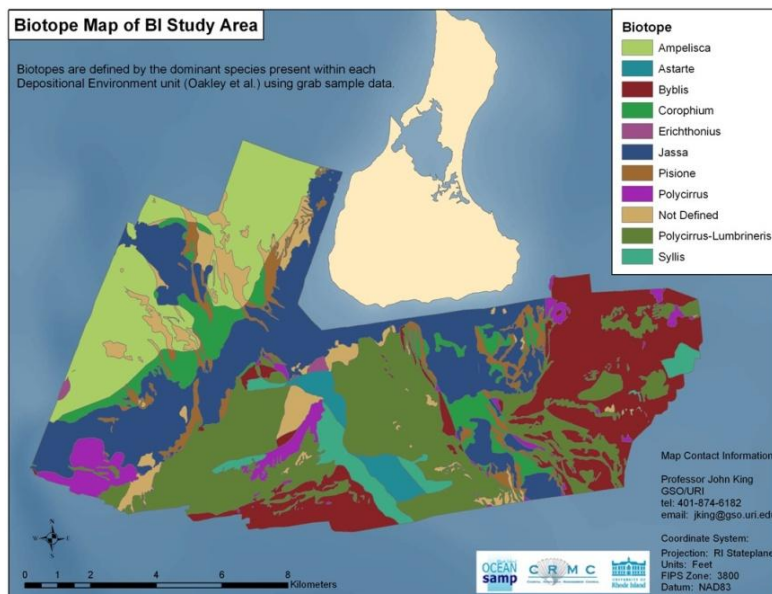 Biotope Map of BI Study Area
Biotopes are defined by the dominant species present within each
Depositional Environment unit (Oakley et al.) using grab sample data.
Biotope
Ampelisca
Astarte
Byblis
Corophium
Erichthonius
Jassa
Pisione
Polycirrus
Not Defined
Polycirrus-Lumbrineris
Syllis
Map Contact Information
Professor John King
GSO/URI
tel: 401-874-6182
email: jking@gso.uri.edu
Coordinate System:
Projection: RI Stateplane
Units: Feet
FIPS Zone: 3800
Datum: NAD83
N
W E
S
0 1 2 4 6 8
Kilometers
OCEAN
samp
CRMC
UNIVERSITY
OF
Rhode Island